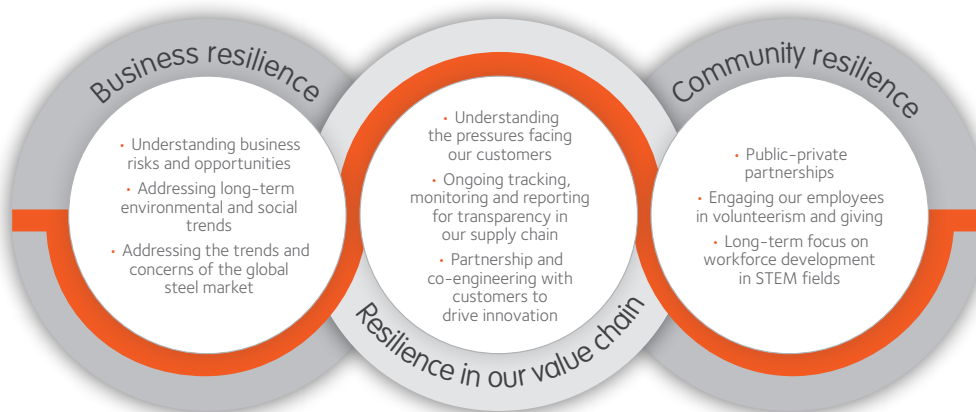 Business resilience
• Understanding business
risks and opportunities
• Addressing long-term
environmental and social
trends
• Addressing the trends and
concerns of the global
steel market
• Understanding
the pressures facing
our customers
• Ongoing tracking,
monitoring and reporting
for transparency in
our supply chain
• Partnership and
co-engineering with
customers to
drive innovation
Resilience in our value chain
Community resilience
• Public-private
partnerships
• Engaging our employees
in volunteerism and giving
• Long-term focus on
workforce development
in STEM fields